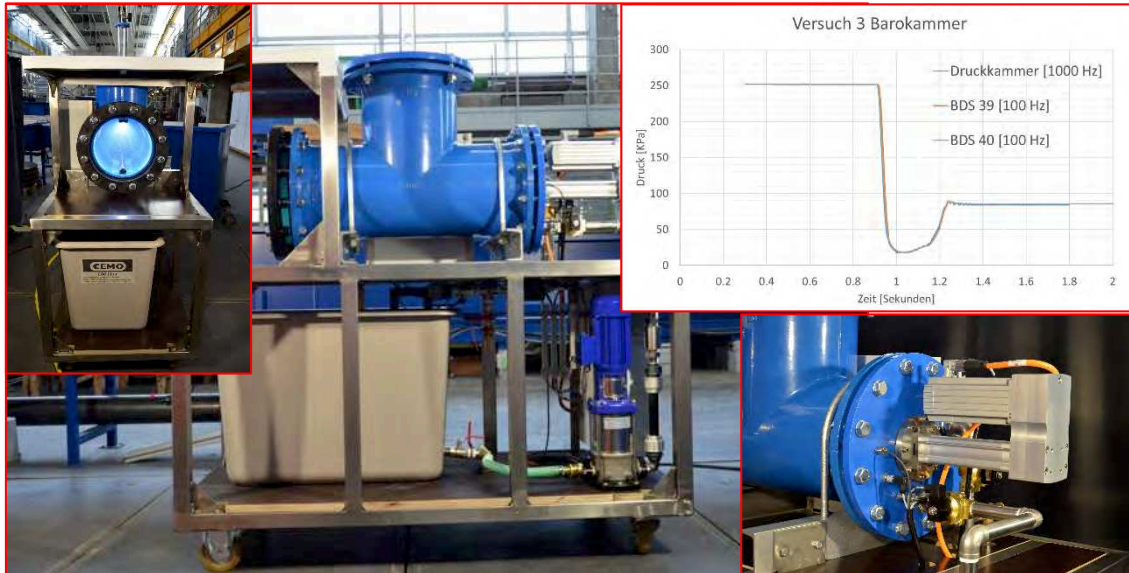 CEMO
Versuch 3 Barokammer
300
250
200
150
100
50
0
Druck [KPa]
0 0.2 0.4 0.6 0.8 1 1.2 1.4 1.6 1.8 2
Zeit [Sekunden]
Druckkammer [1000 Hz]
BDS 39 [100 Hz]
BDS 40 [100 Hz]